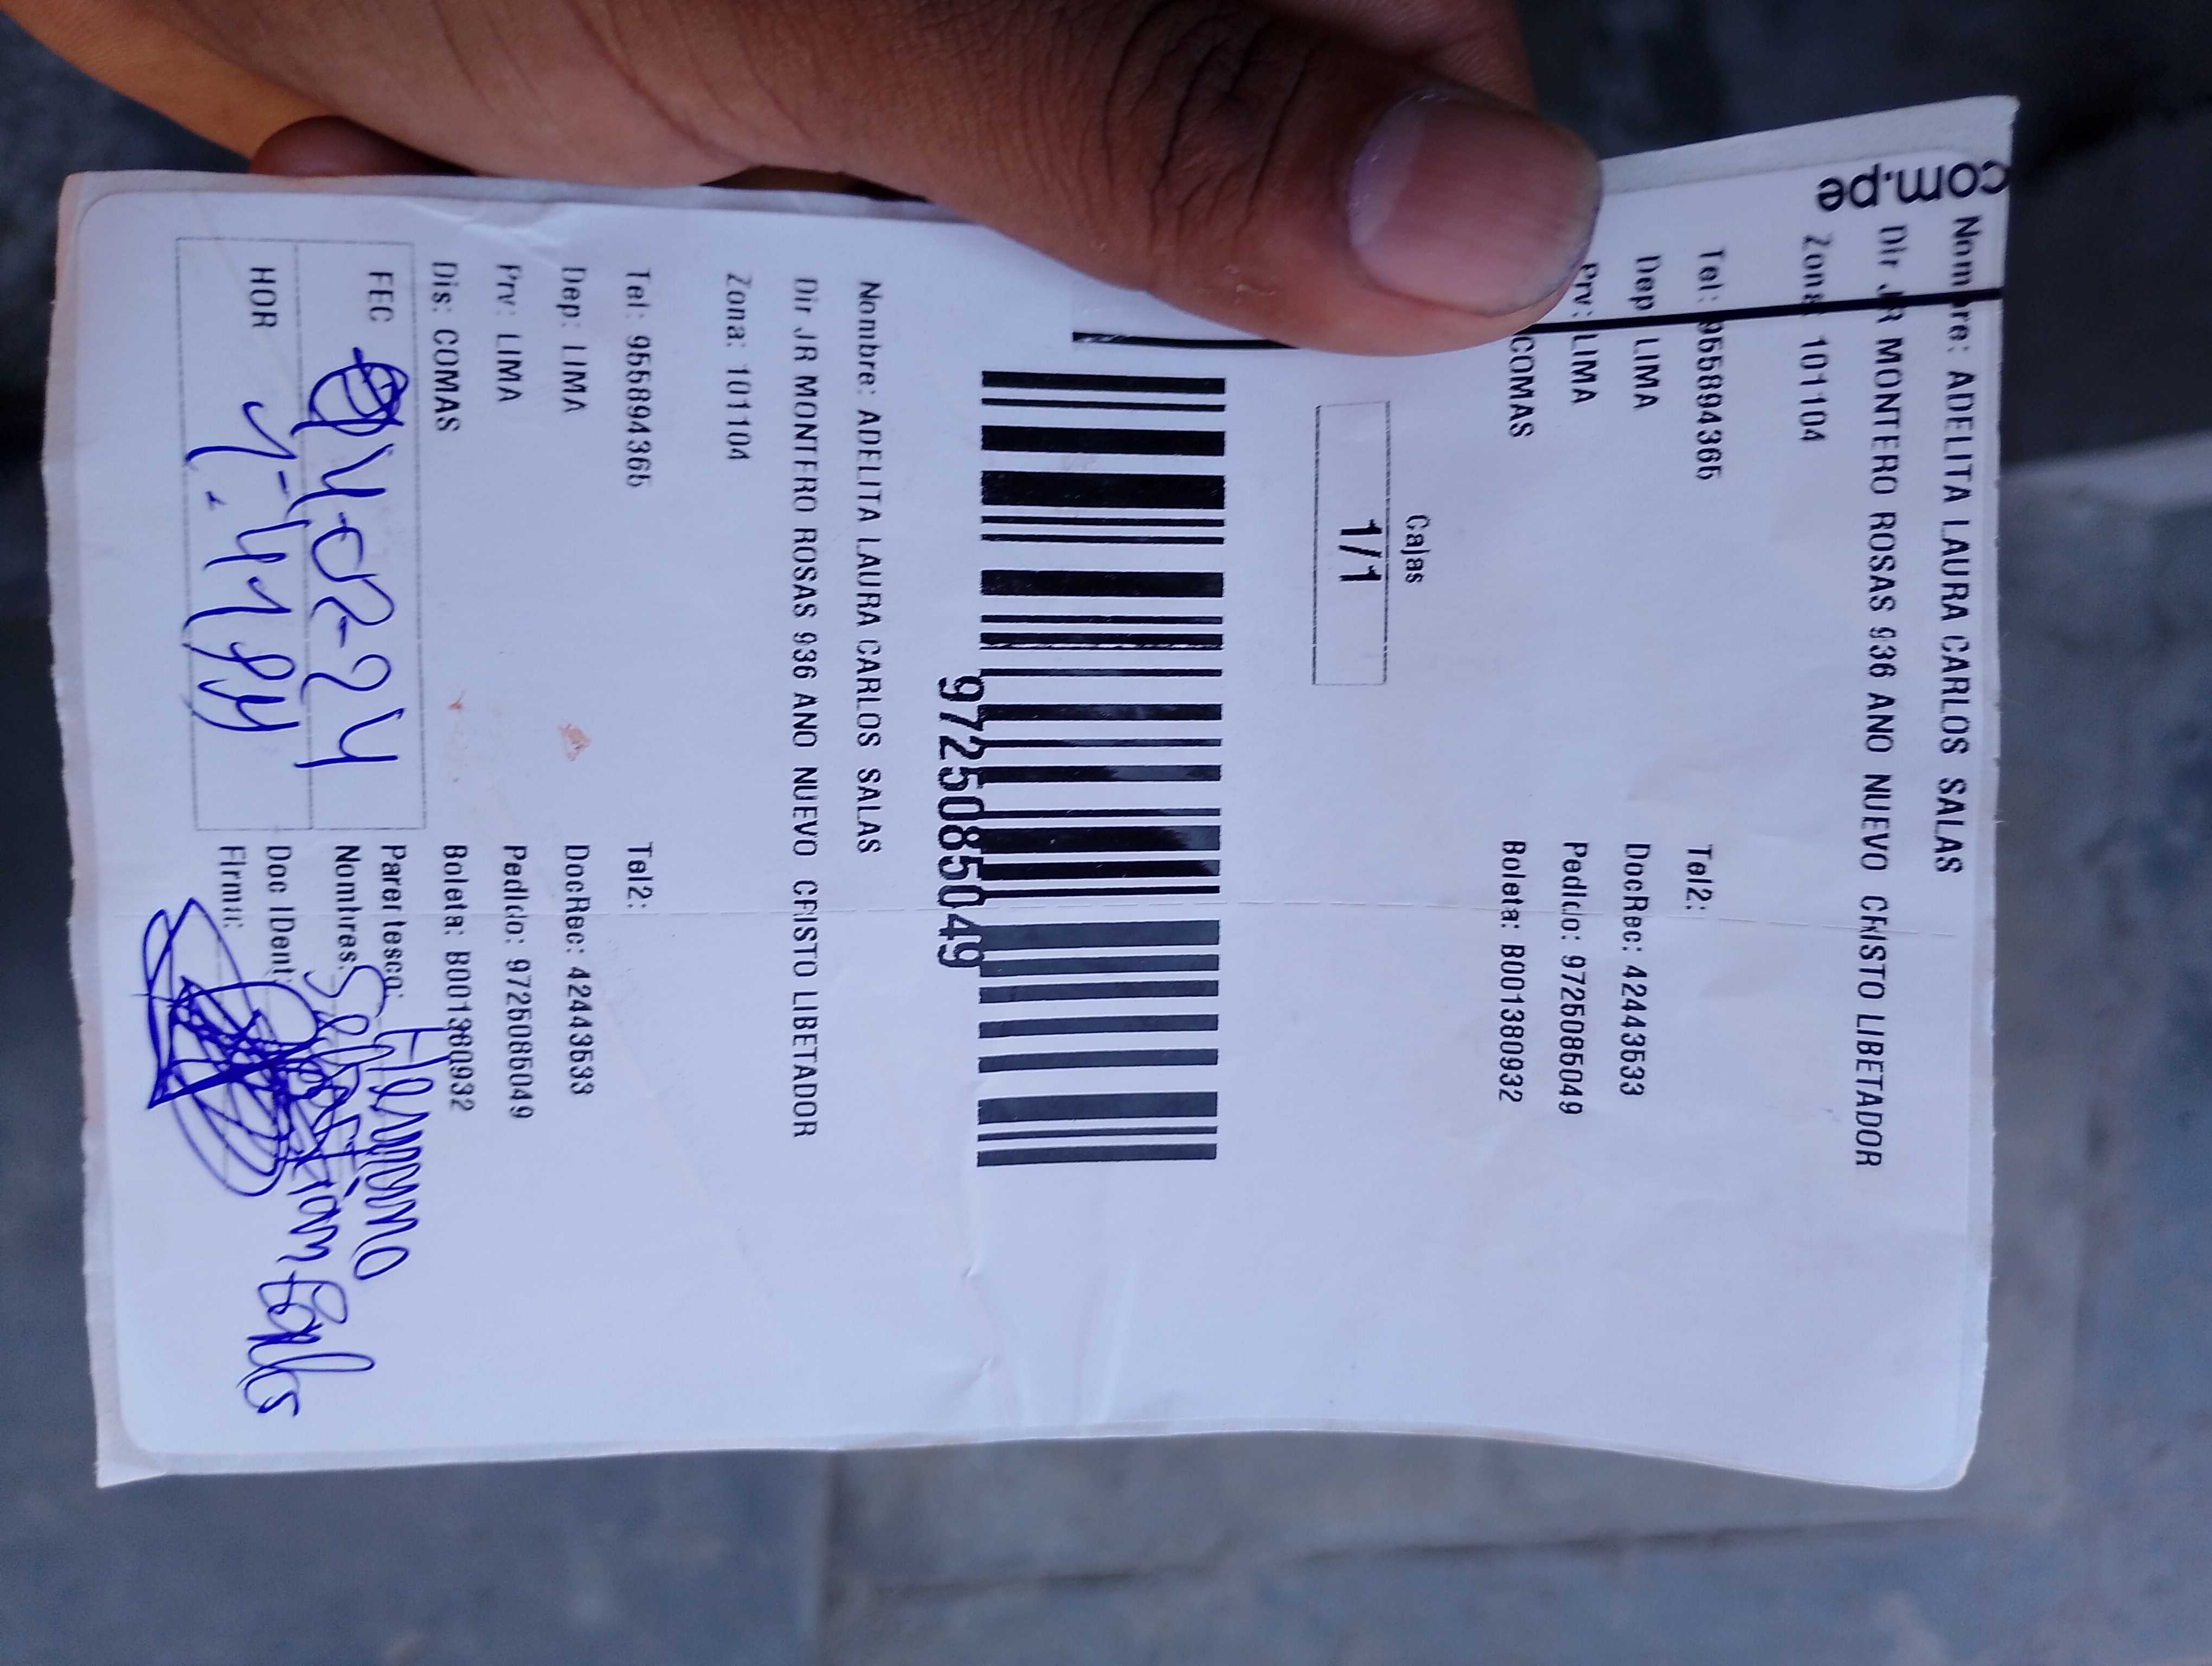 com.pe
Nombre: ADELITA LAURA CARLOS SALAS
Dir JR MONTERO ROSAS 936 ANO NUEVO CRISTO LIBETADOR
Zona: 101104
Tel: 955894365 Tel2:
Dep: LIMA DocRec: 42443533
Prv: LIMA Pedido: 9725085049
COMAS Boleta: B001380932
Cajas
1/1
9725085049
Nombre: ADELITA LAURA CARLOS SALAS
Dir JR MONTERO ROSAS 936 ANO NUEVO CRISTO LIBETADOR
Zona: 101104
Tel: 955894365 Tel2:
Dep: LIMA DocRec: 42443533
Prv: LIMA Pedido: 9725085049
Dis: COMAS Boleta: B001380932
FEC Parentesco:
Nombres: Sebastian
HOR Doc IDent:
Firma: